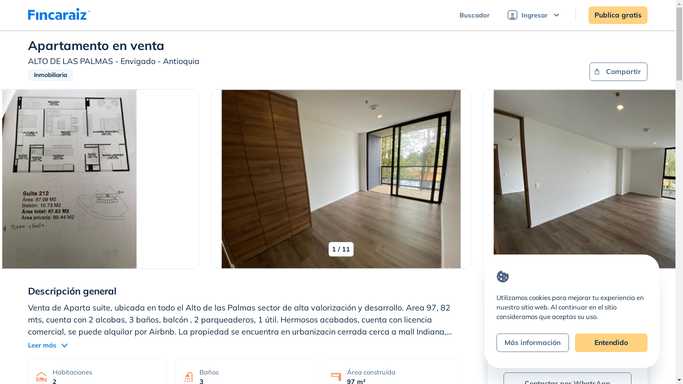 Fincaraiz
Buscador
Ingresar
Publica gratis
Apartamento en venta
ALTO DE LAS PALMAS - Envigado - Antioquia
Inmobiliaria
Compartir
Suite 212
Área: 87.09 M2
Balcón: 10.73 M2
Área total: 97.82 M2
1 / 11
Descripción general
Venta de Aparta suite, ubicada en todo el Alto de las Palmas sector de alta valorización y desarrollo. Area 97, 82
mts, cuenta con 2 alcobas, 3 baños, balcón , 2 parqueaderos, 1 útil. Hermosos acabados, cuenta con licencia
comercial, se puede alquilar por Airbnb. La propiedad se encuentra en urbanizacin cerrada cerca a mall Indiana,...
Leer más
Habitaciones
2
Baños
3
Área construida
97 m²
Utilizamos cookies para mejorar tu experiencia en
nuestro sitio web. Al continuar en el sitio
consideramos que aceptas su uso.
Más información
Entendido
Contactar por WhatsApp